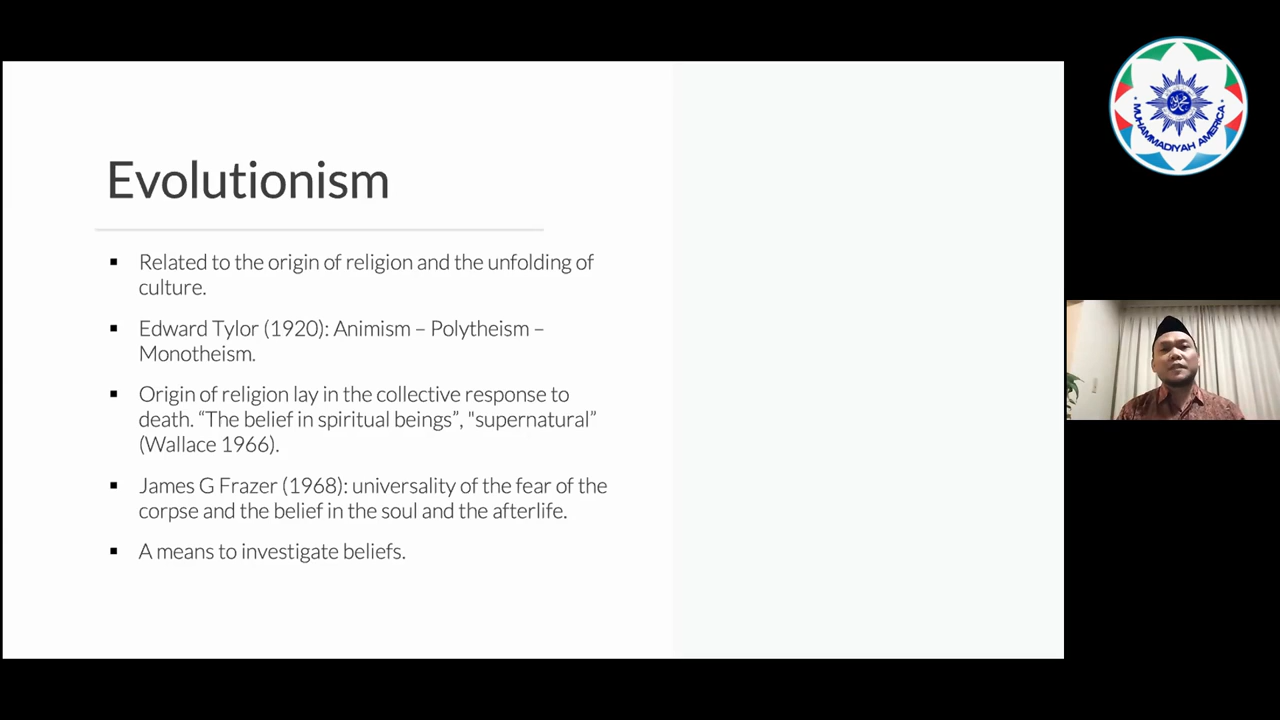 Evolutionism
▪ Related to the origin of religion and the unfolding of
culture.
▪ Edward Tylor (1920): Animism – Polytheism –
Monotheism.
▪ Origin of religion lay in the collective response to
death. “The belief in spiritual beings”, "supernatural”
(Wallace 1966).
▪ James G Frazer (1968): universality of the fear of the
corpse and the belief in the soul and the afterlife.
▪ A means to investigate beliefs.
MUHAMMADIYAH AMERICA